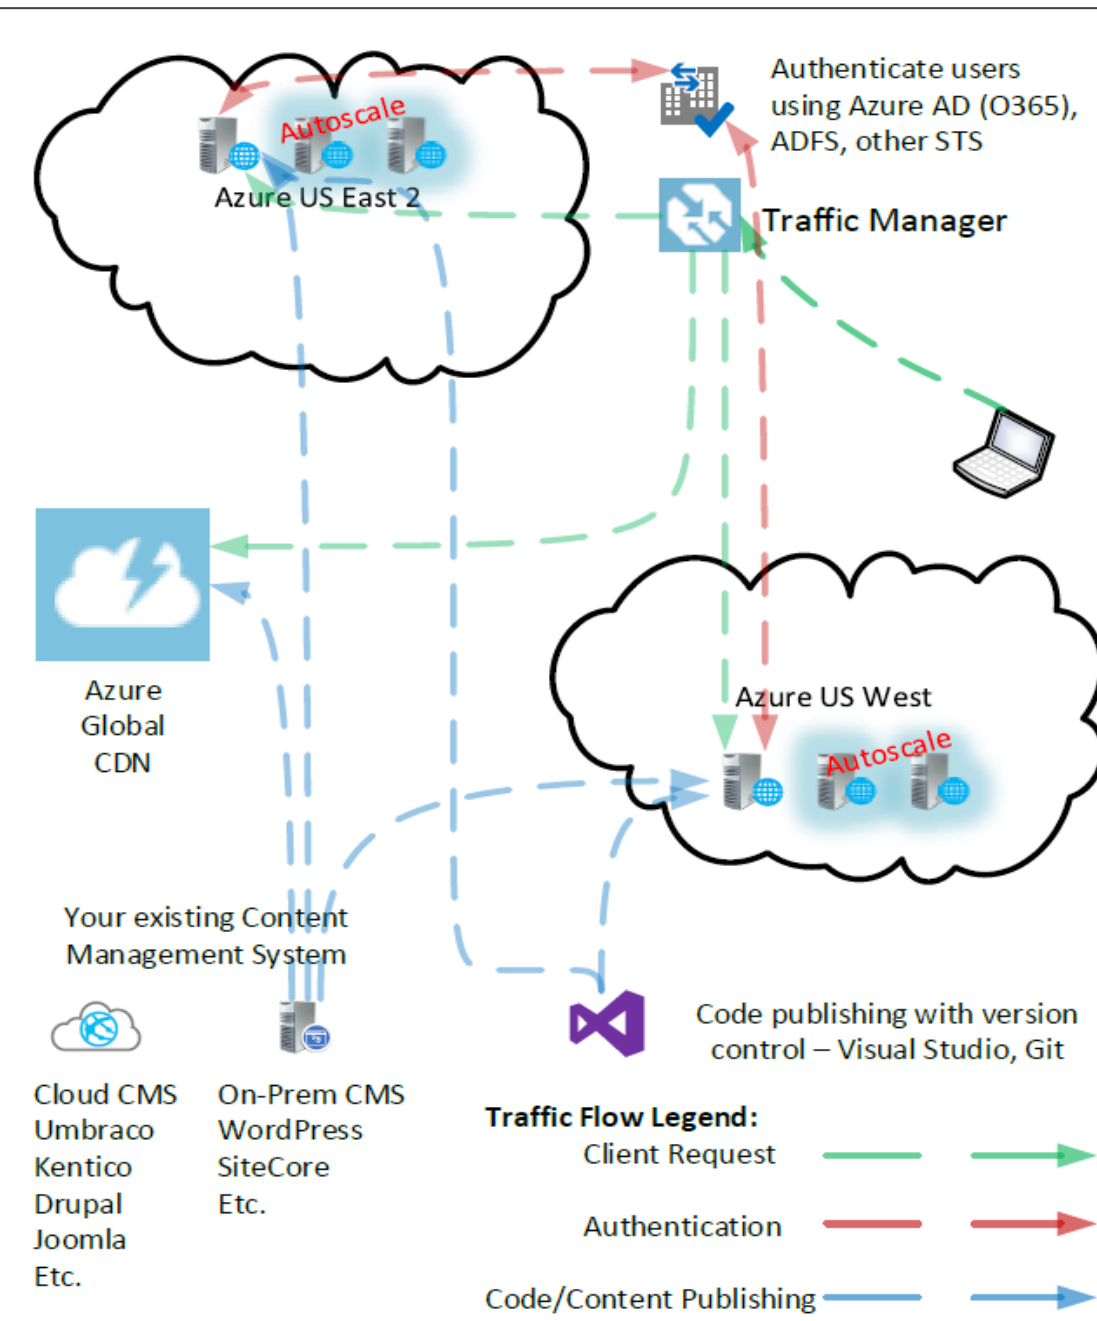 Authenticate users
using Azure AD (O365),
ADFS, other STS
Autoscale
Azure US East 2
Traffic Manager
Azure
Global
CDN
Azure US West
Autoscale
Your existing Content
Management System
Code publishing with version
control – Visual Studio, Git
Cloud CMS
Umbraco
Kentico
Drupal
Joomla
Etc.
On-Prem CMS
WordPress
SiteCore
Etc.
Traffic Flow Legend:
Client Request
Authentication
Code/Content Publishing